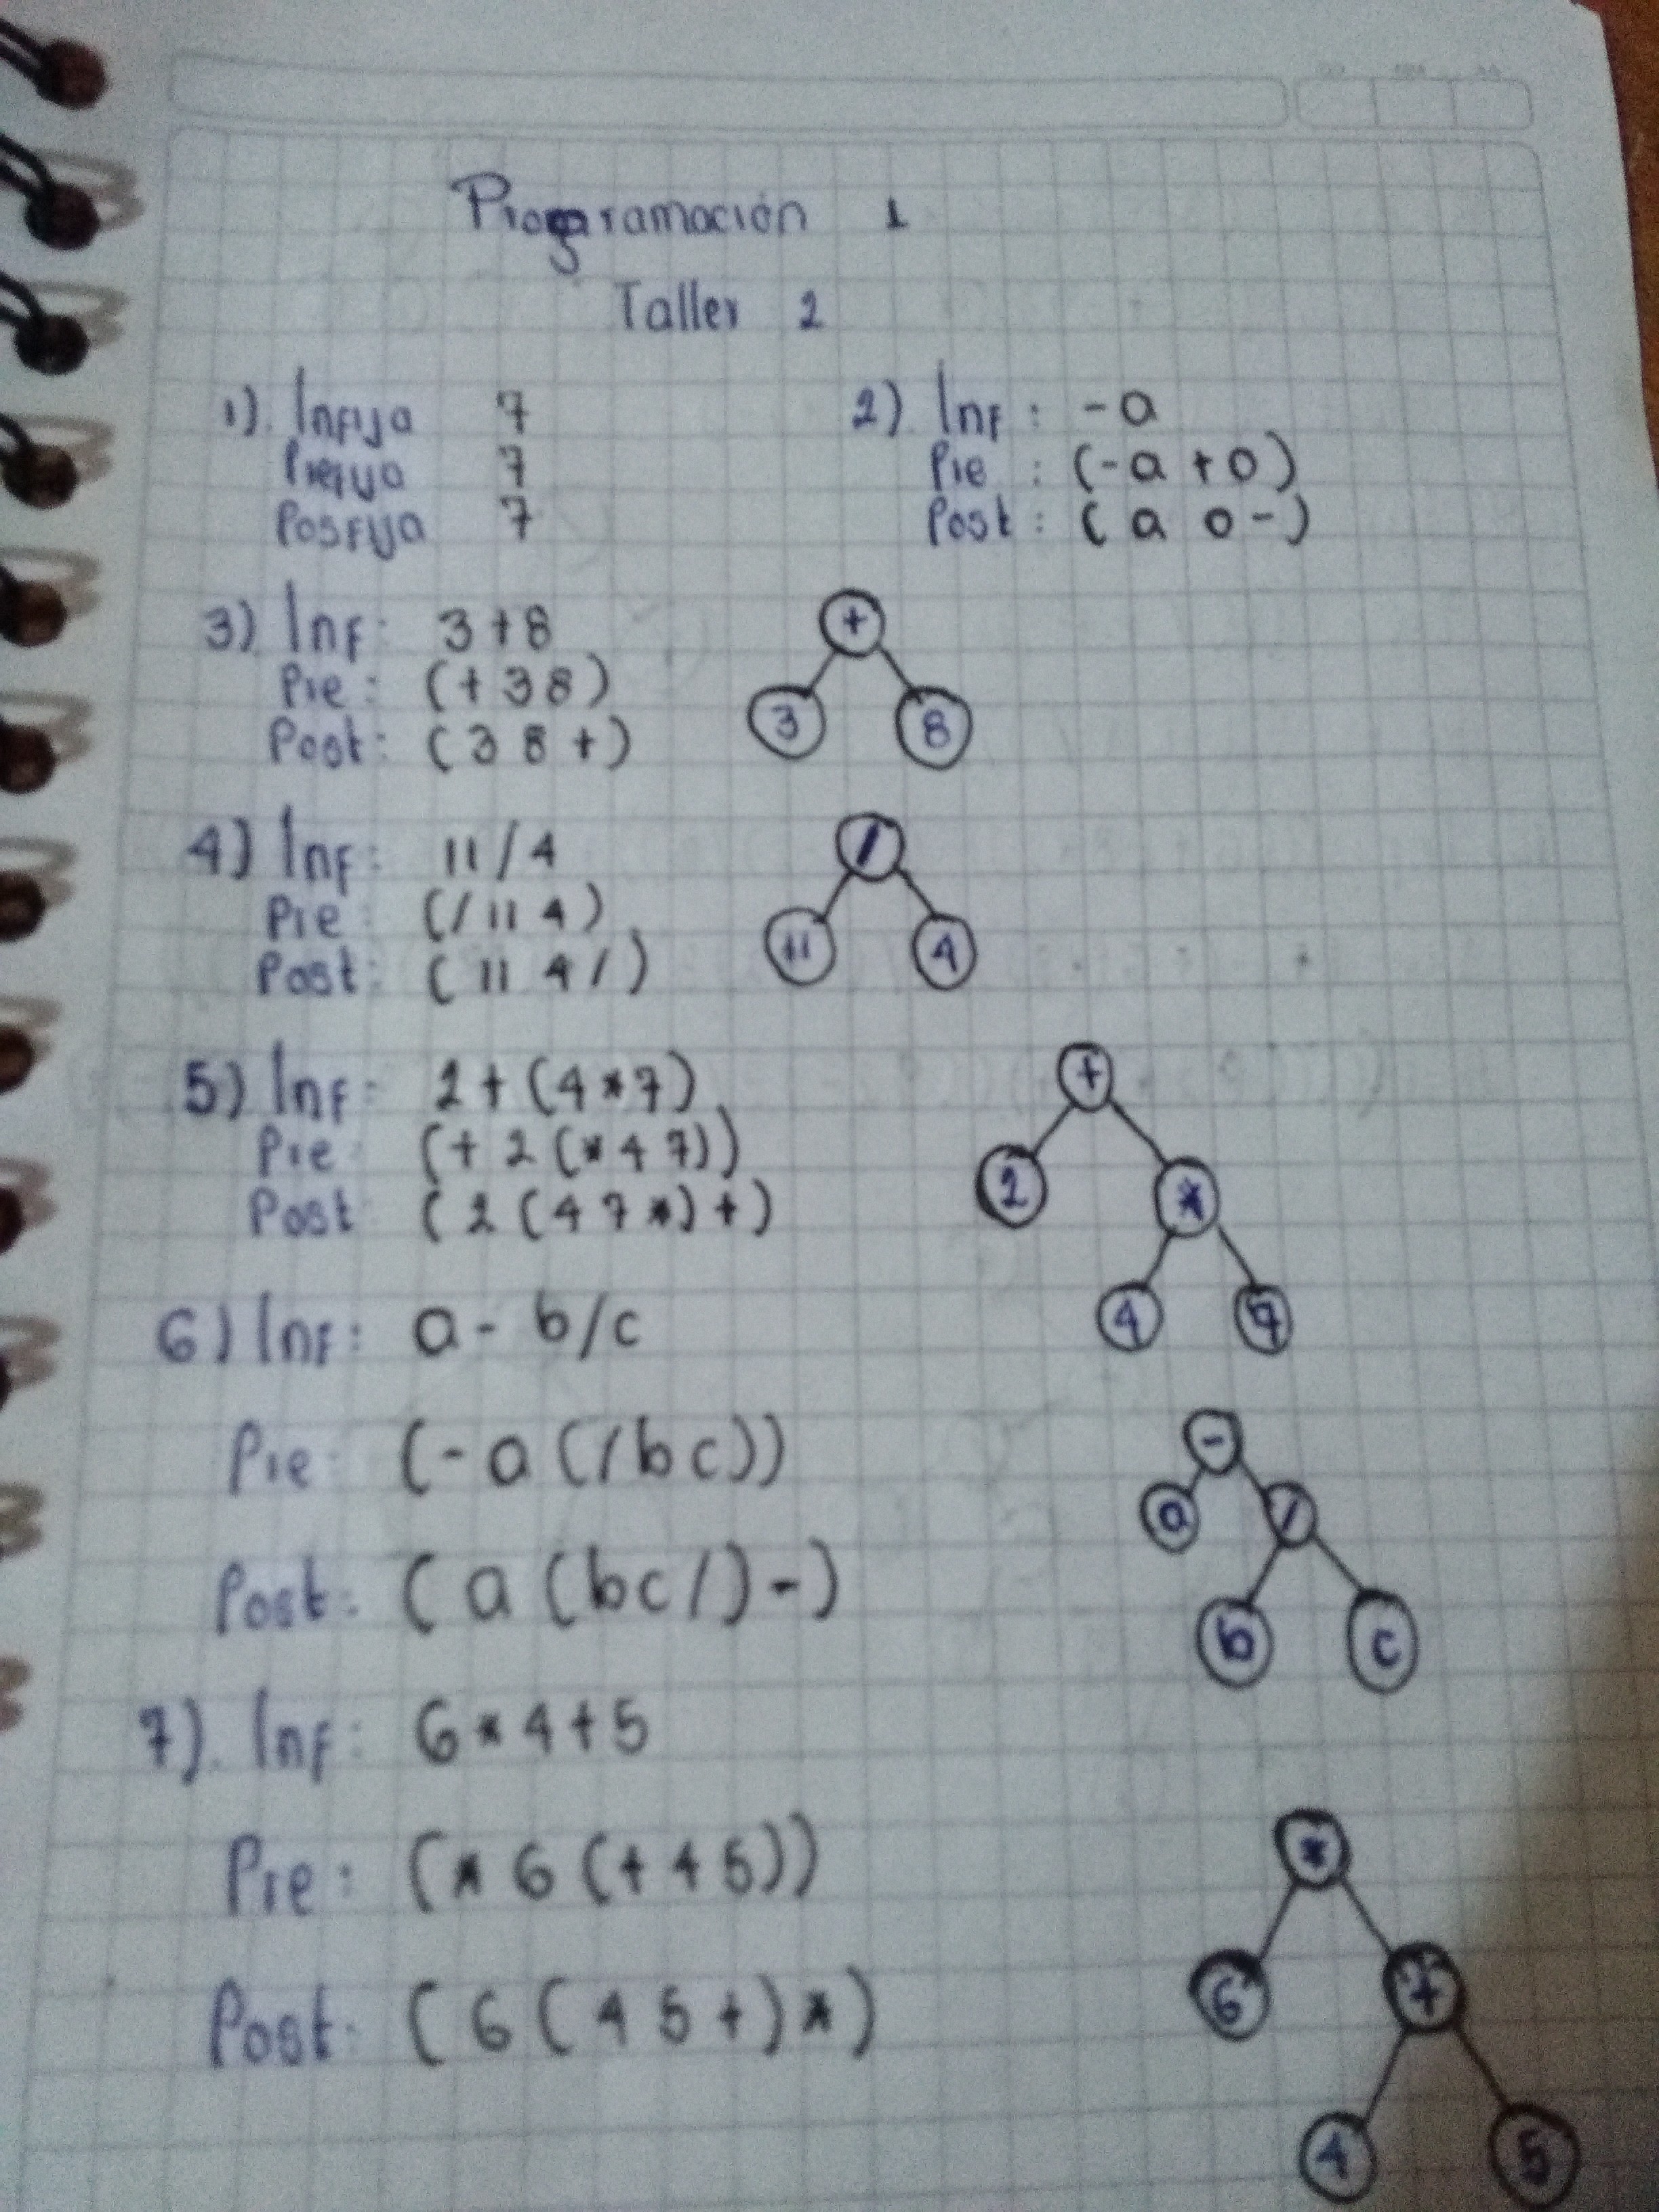 Programación 1
Taller 2
1). Infija 7
Prefija 7
Posfija 7
2). Inf: -a
Pre: (-a + 0)
Post: (a 0 -)
3) Inf: 3+8
Pre: (+ 3 8)
Post: (3 8 +)
+
3 8
4) Inf: 11/4
Pre: (/ 11 4)
Post: (11 4 /)
/
11 4
5) Inf: 2+(4*7)
Pre: (+ 2 (* 4 7))
Post: (2 (4 7 *) +)
+
2 *
4 7
6) Inf: a - b/c
Pre: (- a (/ b c))
Post: (a (b c /) -)
-
a /
b c
7). Inf: 6*4+5
Pre: (* 6 (+ 4 5))
Post: (6 (4 5 +) *)
*
6 +
4 5